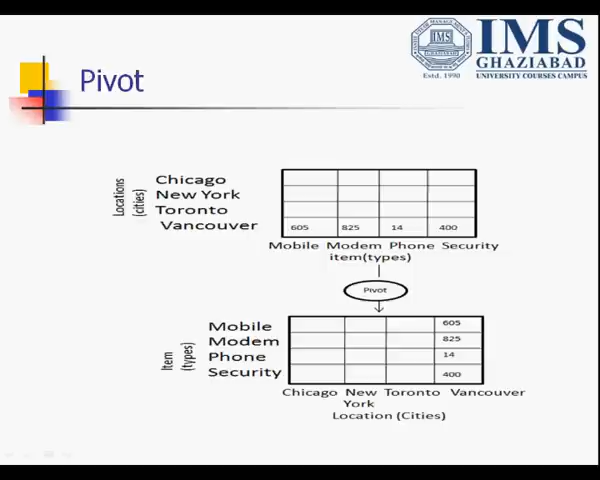 IMS
GHAZIABAD
Estd. 1990
UNIVERSITY COURSES CAMPUS
Pivot
Locations
(cities)
Chicago
New York
Toronto
Vancouver
605 825 14 400
Mobile Modem Phone Security
item(types)
Pivot
Item
(types)
Mobile 605
Modem 825
Phone 14
Security 400
Chicago New York Toronto Vancouver
Location (Cities)